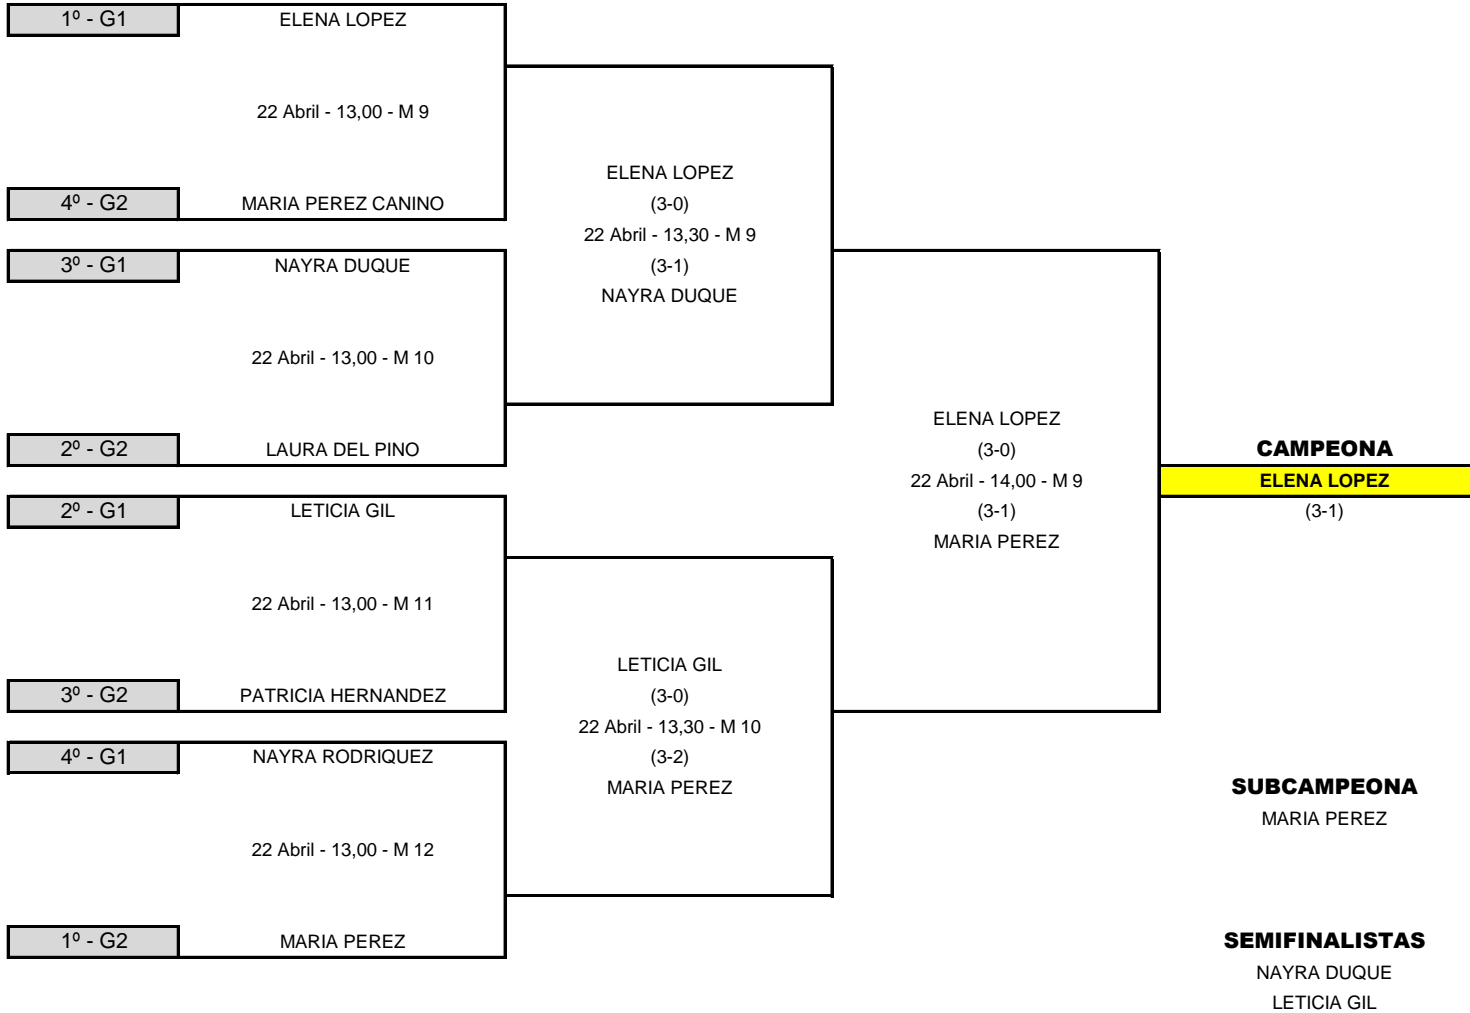 1º - G1 ELENA LOPEZ
22 Abril - 13,00 - M 9
4º - G2 MARIA PEREZ CANINO
3º - G1 NAYRA DUQUE
22 Abril - 13,00 - M 10
2º - G2 LAURA DEL PINO
2º - G1 LETICIA GIL
22 Abril - 13,00 - M 11
3º - G2 PATRICIA HERNANDEZ
4º - G1 NAYRA RODRIQUEZ
22 Abril - 13,00 - M 12
1º - G2 MARIA PEREZ
ELENA LOPEZ
(3-0)
22 Abril - 13,30 - M 9
(3-1)
NAYRA DUQUE
LETICIA GIL
(3-0)
22 Abril - 13,30 - M 10
(3-2)
MARIA PEREZ
ELENA LOPEZ
(3-0)
22 Abril - 14,00 - M 9
(3-1)
MARIA PEREZ
CAMPEONA
ELENA LOPEZ
(3-1)
SUBCAMPEONA
MARIA PEREZ
SEMIFINALISTAS
NAYRA DUQUE
LETICIA GIL